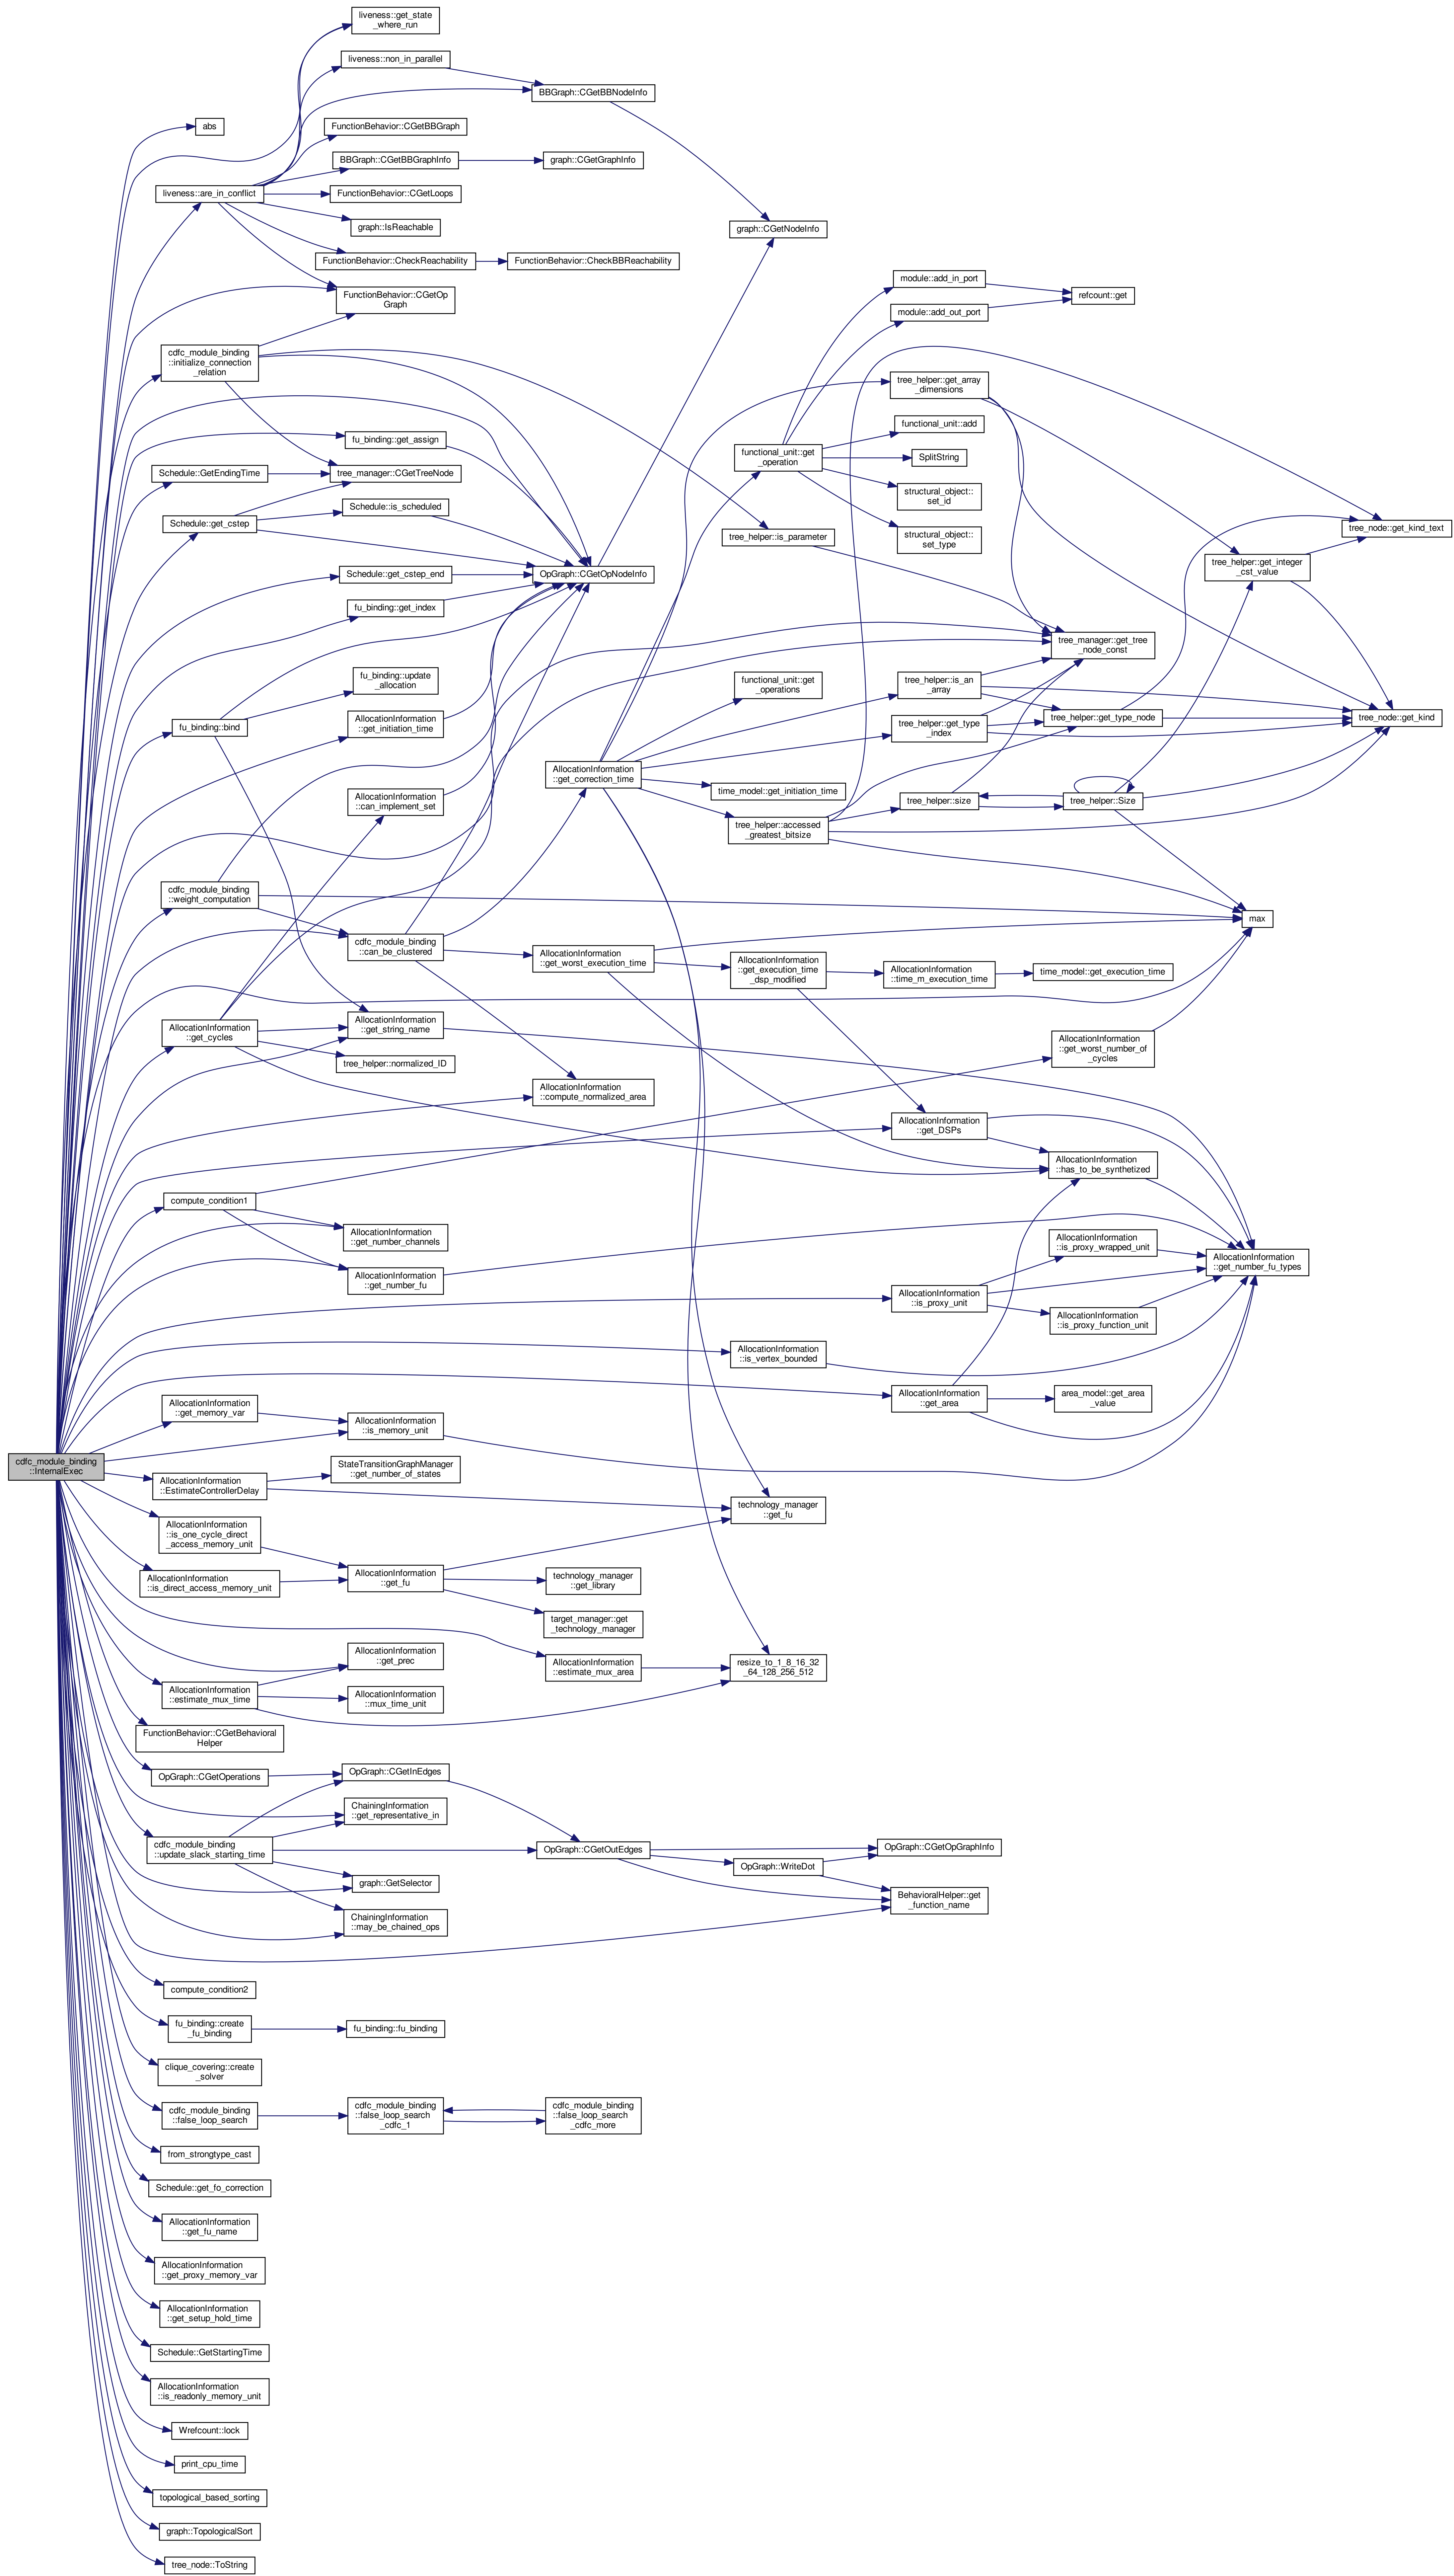 liveness::get_state
_where_run
liveness::non_in_parallel
BBGraph::CGetBBNodeInfo
abs
FunctionBehavior::CGetBBGraph
BBGraph::CGetBBGraphInfo
graph::CGetGraphInfo
liveness::are_in_conflict
FunctionBehavior::CGetLoops
graph::IsReachable
graph::CGetNodeInfo
FunctionBehavior::CheckReachability
FunctionBehavior::CheckBBReachability
module::add_in_port
refcount::get
FunctionBehavior::CGetOp
Graph
module::add_out_port
cdfc_module_binding
::initialize_connection
_relation
tree_helper::get_array
_dimensions
functional_unit::add
fu_binding::get_assign
functional_unit::get
_operation
SplitString
Schedule::GetEndingTime
tree_manager::CGetTreeNode
structural_object::
set_id
Schedule::is_scheduled
Schedule::get_cstep
tree_helper::is_parameter
structural_object::
set_type
tree_node::get_kind_text
tree_helper::get_integer
_cst_value
Schedule::get_cstep_end
OpGraph::CGetOpNodeInfo
fu_binding::get_index
tree_manager::get_tree
_node_const
fu_binding::update
_allocation
functional_unit::get
_operations
tree_helper::is_an
_array
fu_binding::bind
AllocationInformation
::get_initiation_time
tree_helper::get_type
_index
tree_helper::get_type_node
tree_node::get_kind
AllocationInformation
::get_correction_time
time_model::get_initiation_time
AllocationInformation
::can_implement_set
tree_helper::size
tree_helper::Size
tree_helper::accessed
_greatest_bitsize
cdfc_module_binding
::weight_computation
max
cdfc_module_binding
::can_be_clustered
AllocationInformation
::get_worst_execution_time
AllocationInformation
::get_execution_time
_dsp_modified
AllocationInformation
::time_m_execution_time
time_model::get_execution_time
AllocationInformation
::get_cycles
AllocationInformation
::get_string_name
tree_helper::normalized_ID
AllocationInformation
::get_worst_number_of
_cycles
AllocationInformation
::compute_normalized_area
AllocationInformation
::get_DSPs
AllocationInformation
::has_to_be_synthetized
compute_condition1
AllocationInformation
::get_number_channels
AllocationInformation
::is_proxy_wrapped_unit
AllocationInformation
::get_number_fu_types
AllocationInformation
::get_number_fu
AllocationInformation
::is_proxy_unit
AllocationInformation
::is_proxy_function_unit
AllocationInformation
::is_vertex_bounded
AllocationInformation
::get_area
area_model::get_area
_value
AllocationInformation
::get_memory_var
AllocationInformation
::is_memory_unit
cdfc_module_binding
::InternalExec
StateTransitionGraphManager
::get_number_of_states
AllocationInformation
::EstimateControllerDelay
technology_manager
::get_fu
AllocationInformation
::is_one_cycle_direct
_access_memory_unit
AllocationInformation
::is_direct_access_memory_unit
AllocationInformation
::get_fu
technology_manager
::get_library
target_manager::get
_technology_manager
AllocationInformation
::get_prec
AllocationInformation
::estimate_mux_area
resize_to_1_8_16_32
_64_128_256_512
AllocationInformation
::estimate_mux_time
AllocationInformation
::mux_time_unit
FunctionBehavior::CGetBehavioral
Helper
OpGraph::CGetOperations
OpGraph::CGetInEdges
ChainingInformation
::get_representative_in
cdfc_module_binding
::update_slack_starting_time
OpGraph::CGetOutEdges
OpGraph::CGetOpGraphInfo
OpGraph::WriteDot
graph::GetSelector
BehavioralHelper::get
_function_name
ChainingInformation
::may_be_chained_ops
compute_condition2
fu_binding::create
_fu_binding
fu_binding::fu_binding
clique_covering::create
_solver
cdfc_module_binding
::false_loop_search
cdfc_module_binding
::false_loop_search
_cdfc_1
cdfc_module_binding
::false_loop_search
_cdfc_more
from_strongtype_cast
Schedule::get_fo_correction
AllocationInformation
::get_fu_name
AllocationInformation
::get_proxy_memory_var
AllocationInformation
::get_setup_hold_time
Schedule::GetStartingTime
AllocationInformation
::is_readonly_memory_unit
Wrefcount::lock
print_cpu_time
topological_based_sorting
graph::TopologicalSort
tree_node::ToString